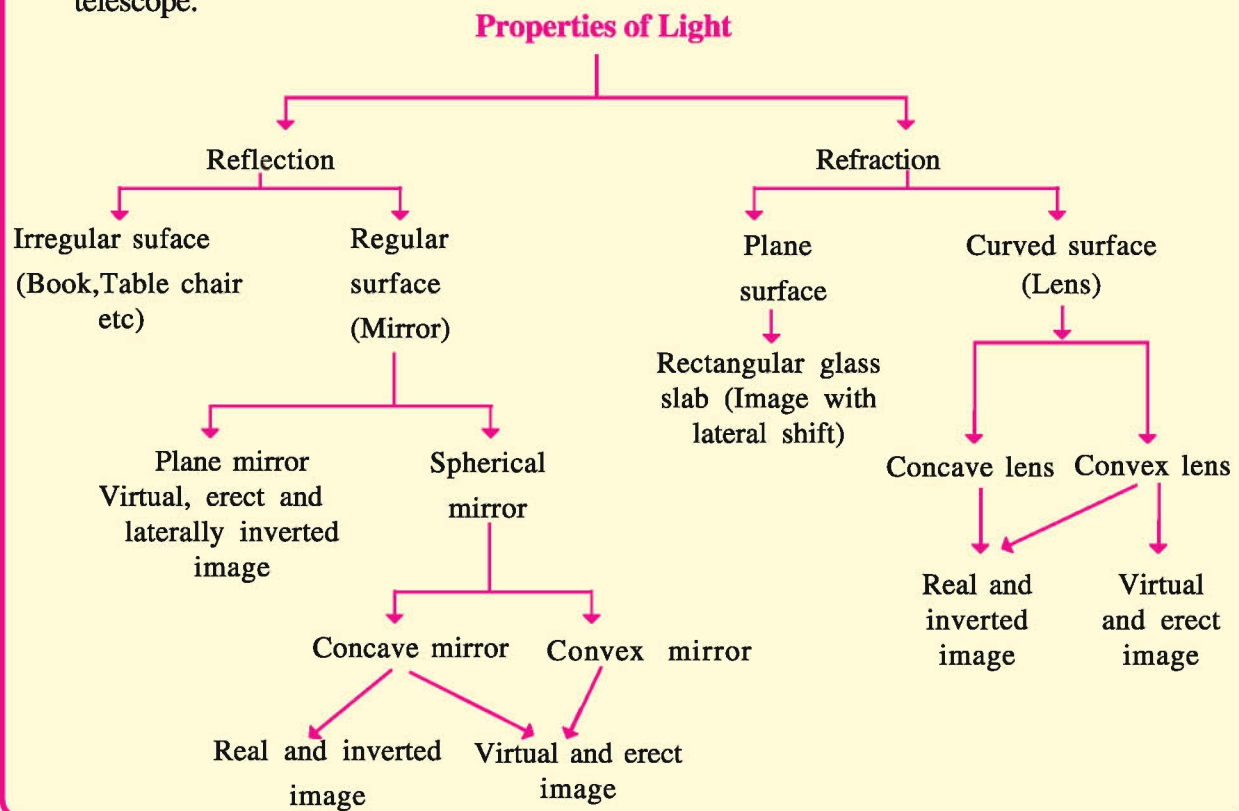 telescope.
Properties of Light
Reflection
Refraction
Irregular suface
(Book,Table chair
etc)
Regular
surface
(Mirror)
Plane
surface
Curved surface
(Lens)
Rectangular glass
slab (Image with
lateral shift)
Plane mirror
Virtual, erect and
laterally inverted
image
Spherical
mirror
Concave lens
Convex lens
Real and
inverted
image
Virtual
and erect
image
Concave mirror
Convex mirror
Real and inverted
image
Virtual and erect
image